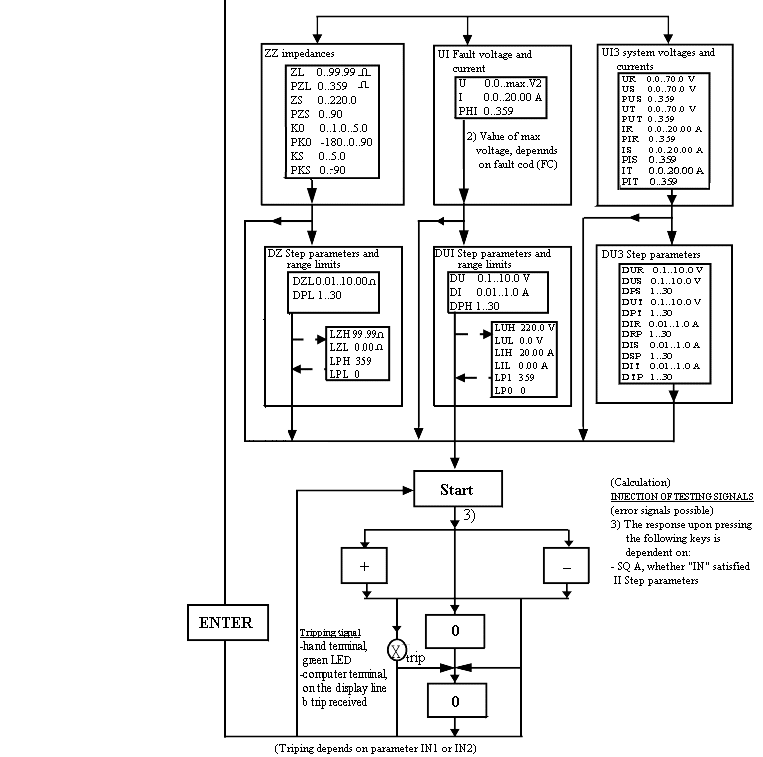 ZZ impedances
ZL 0..99.99 Ω
PZL 0..359 Ω
ZS 0..220.0
PZS 0..90
K0 0..1.0..5.0
PK0 -180..0..90
KS 0..5.0
PKS 0.-90
UI Fault voltage and
current
U 0.0..max.V2
I 0.0..20.00 A
PHI 0..359
2) Value of max
voltage, depennds
on fault cod (FC)
UI3 system voltages and
currents
UR 0.0..70.0 V
US 0.0..70.0 V
PUS 0..359
UT 0.0..70.0 V
PUT 0..359
IR 0.0..20.00 A
PIR 0..359
IS 0.0..20.00 A
PIS 0..359
IT 0.0..20.00 A
PIT 0..359
DZ Step parameters and
range limits
DZL 0.01..10.00Ω
DPL 1..30
LZH 99.99Ω
LZL 0.00Ω
LPH 359
LPL 0
DUI Step parameters and
range limits
DU 0.1..10.0 V
DI 0.01..1.0 A
DPH 1..30
LUH 220.0 V
LUL 0.0 V
LIH 20.00 A
LIL 0.00 A
LP1 359
LP0 0
DU3 Step parameters
DUR 0.1..10.0 V
DUS 0.1..10.0 V
DPS 1..30
DUT 0.1..10.0 V
DPT 1..30
DIR 0.01..1.0 A
DRP 1..30
DIS 0.01..1.0 A
DSP 1..30
DIT 0.01..1.0 A
DTP 1..30
Start
3)
(Calculation)
INJECTION OF TESTING SIGNALS
(error signals possible)
3) The response upon pressing
the following keys is
dependent on:
- SQ A, whether "IN" satisfied
II Step parameters
+
–
ENTER
0
Tripping signal
-hand terminal,
green LED
-computer terminal,
on the display line
b trip received
X trip
0
(Triping depends on parameter IN1 or IN2)